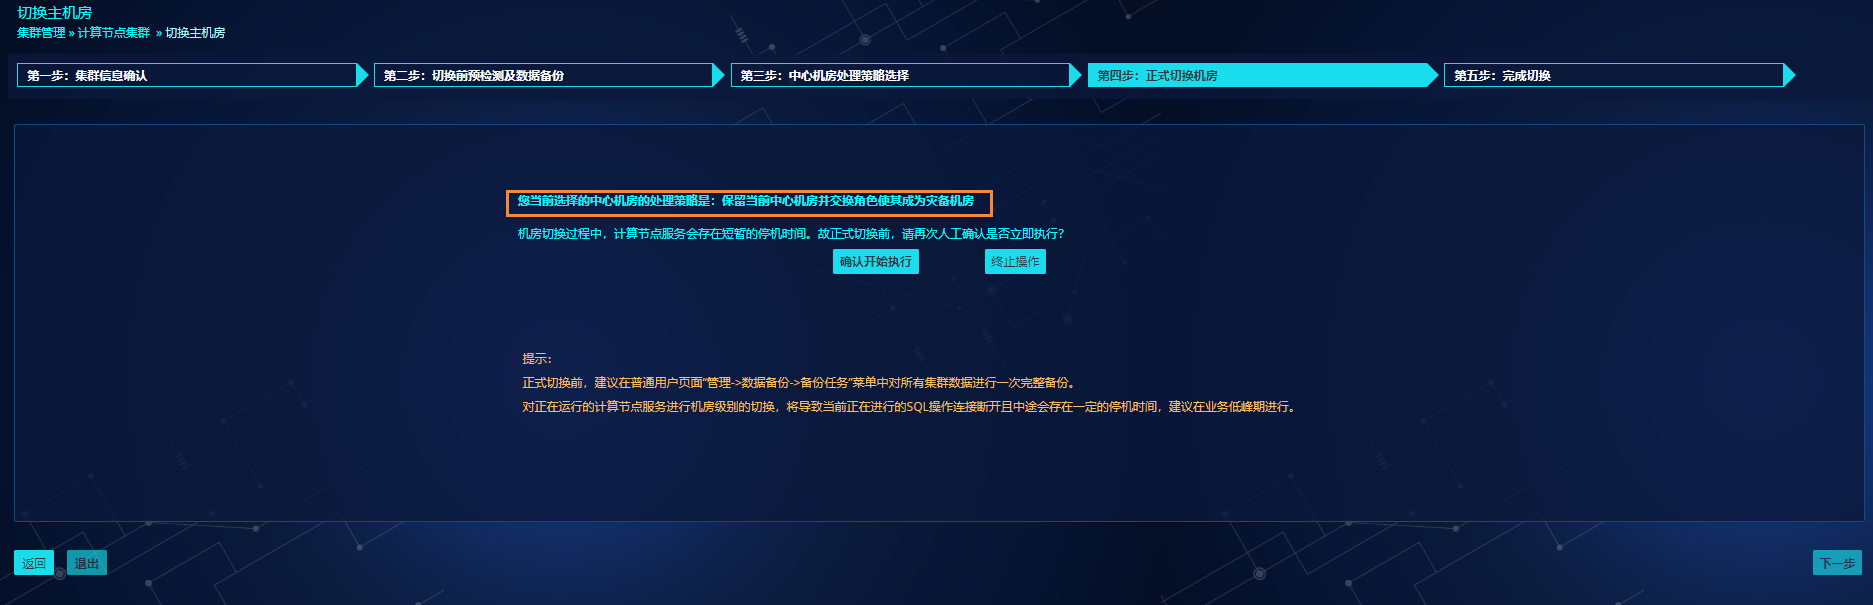 切换主机房
集群管理 » 计算节点集群 » 切换主机房
第一步：集群信息确认
第二步：切换前预检测及数据备份
第三步：中心机房处理策略选择
第四步：正式切换机房
第五步：完成切换
您当前选择的中心机房的处理策略是：保留当前中心机房并交换角色使其成为灾备机房
机房切换过程中，计算节点服务会存在短暂的停机时间。故正式切换前，请再次人工确认是否立即执行?
确认开始执行
终止操作
提示：
正式切换前，建议在普通用户页面"管理->数据备份->备份任务"菜单中对所有集群数据进行一次完整备份。
对正在运行的计算节点服务进行机房级别的切换，将导致当前正在进行的SQL操作连接断开且中途会存在一定的停机时间，建议在业务低峰期进行。
返回
退出
下一步